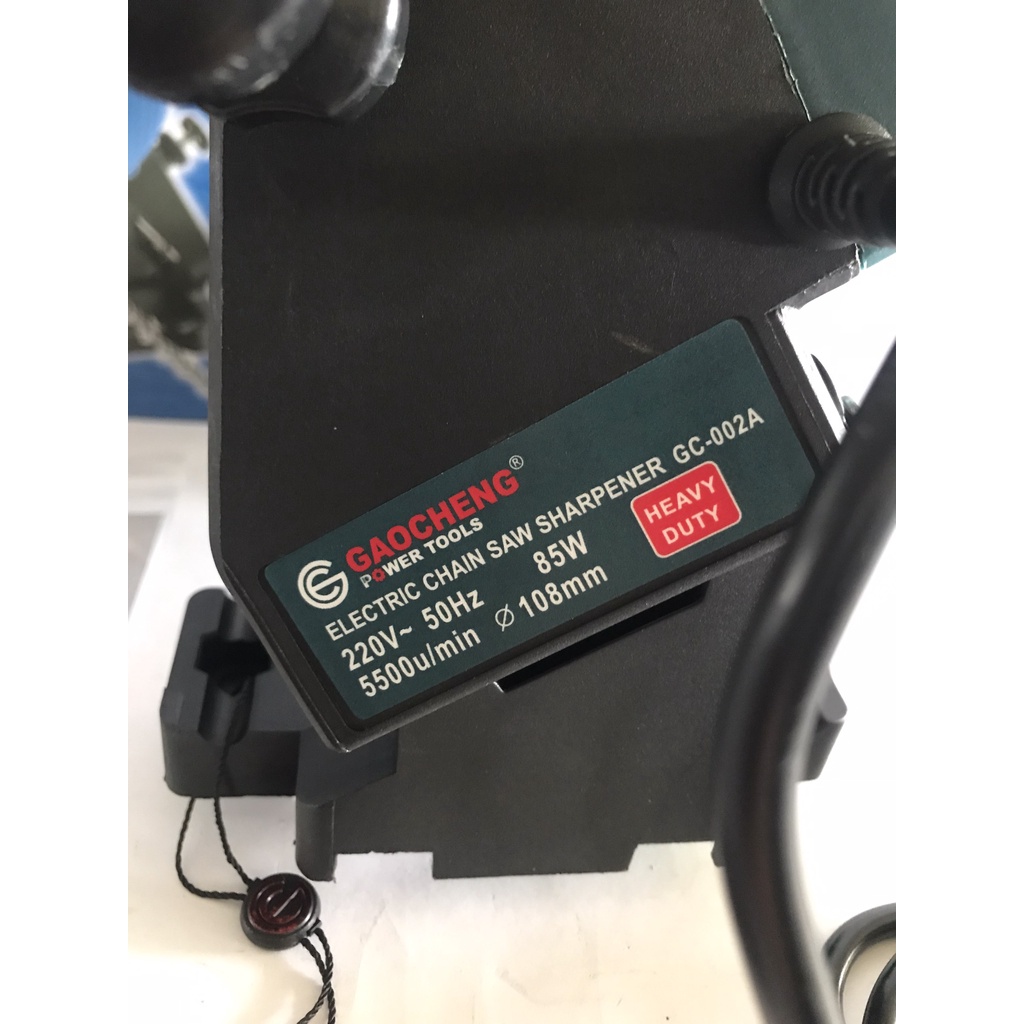 GAOCHENG®
POWER TOOLS
ELECTRIC CHAIN SAW SHARPENER GC-002A
220V~ 50Hz 85W
5500u/min ⌀108mm
HEAVY
DUTY